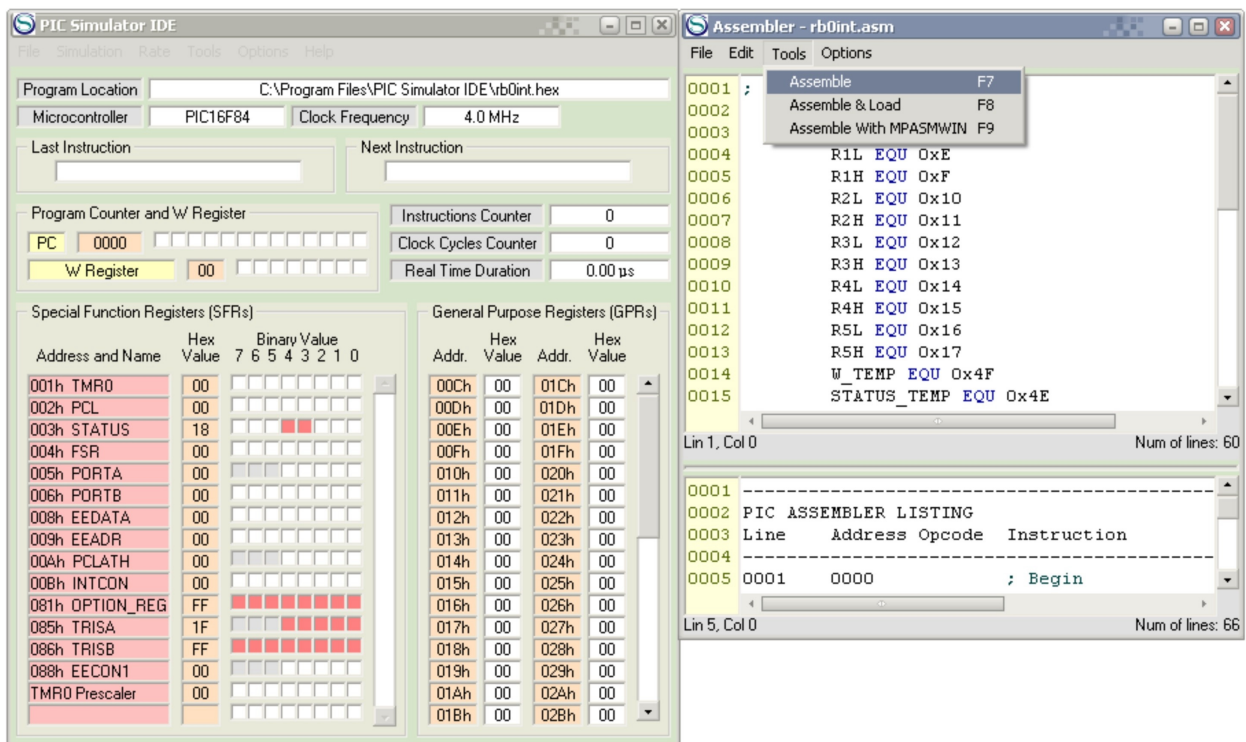 PIC Simulator IDE
File Simulation Rate Tools Options Help
Program Location C:\Program Files\PIC Simulator IDE\rb0int.hex
Microcontroller PIC16F84 Clock Frequency 4.0 MHz
Last Instruction Next Instruction
Program Counter and W Register
PC 0000
W Register 00
Instructions Counter 0
Clock Cycles Counter 0
Real Time Duration 0.00 µs
Special Function Registers (SFRs)
Hex Binary Value
Address and Name Value 7 6 5 4 3 2 1 0
001h TMR0 00
002h PCL 00
003h STATUS 18
004h FSR 00
005h PORTA 00
006h PORTB 00
008h EEDATA 00
009h EEADR 00
00Ah PCLATH 00
00Bh INTCON 00
081h OPTION_REG FF
085h TRISA 1F
086h TRISB FF
088h EECON1 00
TMR0 Prescaler 00
General Purpose Registers (GPRs)
Hex Hex
Addr. Value Addr. Value
00Ch 00 01Ch 00
00Dh 00 01Dh 00
00Eh 00 01Eh 00
00Fh 00 01Fh 00
010h 00 020h 00
011h 00 021h 00
012h 00 022h 00
013h 00 023h 00
014h 00 024h 00
015h 00 025h 00
016h 00 026h 00
017h 00 027h 00
018h 00 028h 00
019h 00 029h 00
01Ah 00 02Ah 00
01Bh 00 02Bh 00
Assembler - rb0int.asm
File Edit Tools Options
Assemble F7
Assemble & Load F8
Assemble With MPASMWIN F9
0001 ;
0002
0003
0004 R1L EQU 0xE
0005 R1H EQU 0xF
0006 R2L EQU 0x10
0007 R2H EQU 0x11
0008 R3L EQU 0x12
0009 R3H EQU 0x13
0010 R4L EQU 0x14
0011 R4H EQU 0x15
0012 R5L EQU 0x16
0013 R5H EQU 0x17
0014 W_TEMP EQU 0x4F
0015 STATUS_TEMP EQU 0x4E
Lin 1, Col 0 Num of lines: 60
0001 -------------------------------------------
0002 PIC ASSEMBLER LISTING
0003 Line Address Opcode Instruction
0004 -------------------------------------------
0005 0001 0000 ; Begin
Lin 5, Col 0 Num of lines: 66